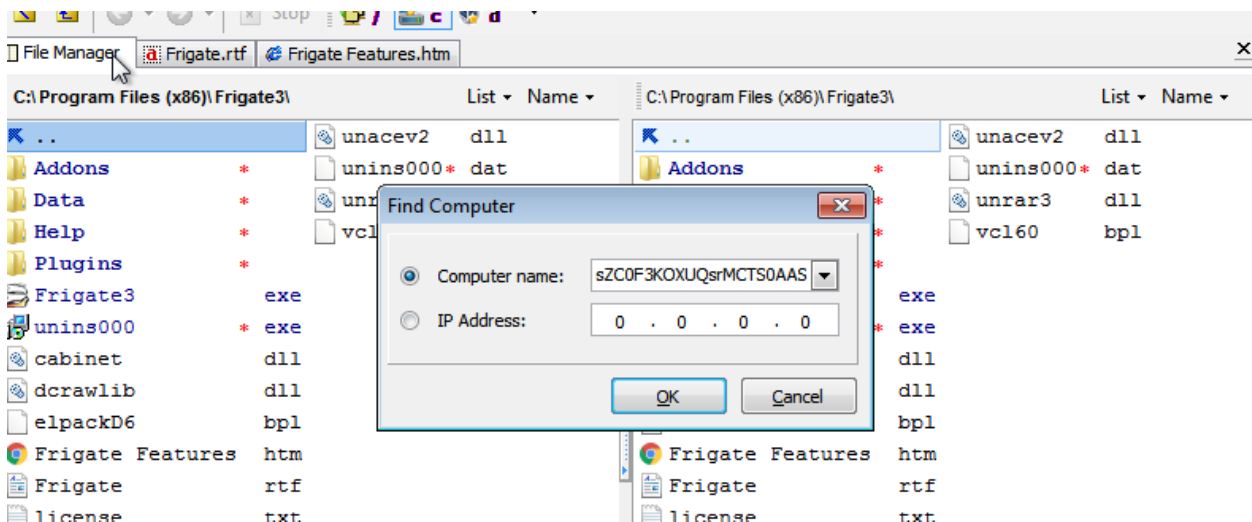 Stop / c d
File Manager Frigate.rtf Frigate Features.htm
C:\Program Files (x86)\Frigate3\ List Name C:\Program Files (x86)\Frigate3\ List Name
.. unacev2 dll .. unacev2 dll
Addons * unins000* dat Addons * unins000* dat
Data * unr * unrar3 dll
Help * vcl * vcl60 bpl
Plugins * *
Frigate3 exe exe
unins000 * exe * exe
cabinet dll dll
dcrawlib dll dll
elpackD6 bpl bpl
Frigate Features htm Frigate Features htm
Frigate rtf Frigate rtf
license txt license txt
Find Computer
Computer name: sZC0F3KOXUQsrMCTS0AAS
IP Address: 0 . 0 . 0 . 0
OK Cancel